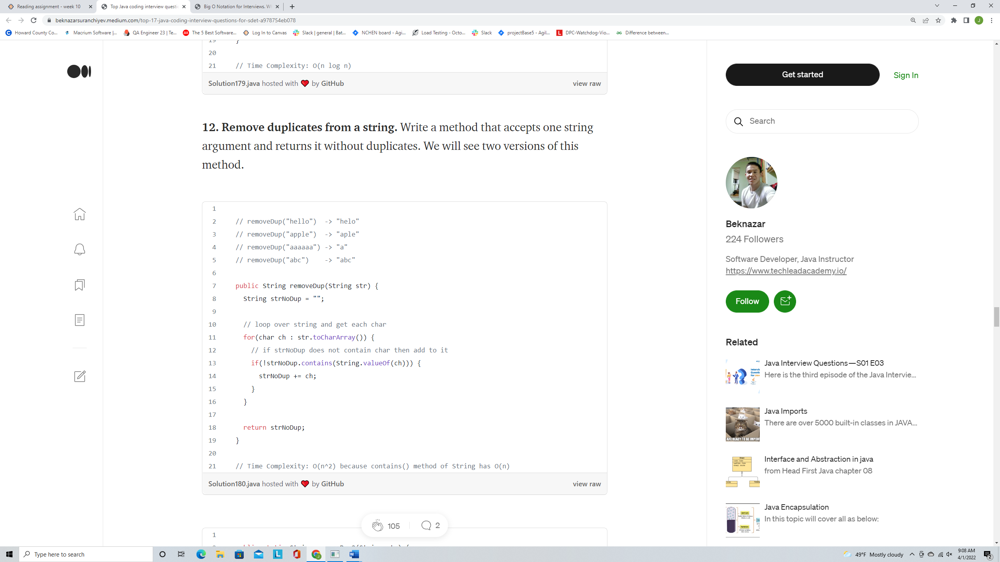 Reading assignment - week 10
Top Java coding interview questi
Big O Notation for Interviews. W
beknazarsuranchiyev.medium.com/top-17-java-coding-interview-questions-for-sdet-a978754eb078
J
Howard County Co...
Macrium Software |...
QA Engineer 23 | Te...
The 5 Best Software...
Log In to Canvas
Slack | general | Bat...
NCHEN board - Agi...
Load Testing - Octo...
Slack
projectBase5 - Agil...
DPC-Watchdog-Vio...
Difference between...
19 }
20
21 // Time Complexity: O(n log n)
Solution179.java hosted with ❤ by GitHub
view raw
12. Remove duplicates from a string. Write a method that accepts one string
argument and returns it without duplicates. We will see two versions of this
method.
1
2 // removeDup("hello")  -> "helo"
3 // removeDup("apple")  -> "aple"
4 // removeDup("aaaaaa") -> "a"
5 // removeDup("abc")    -> "abc"
6
7 public String removeDup(String str) {
8   String strNoDup = "";
9
10   // loop over string and get each char
11   for(char ch : str.toCharArray()) {
12     // if strNoDup does not contain char then add to it
13     if(!strNoDup.contains(String.valueOf(ch))) {
14       strNoDup += ch;
15     }
16   }
17
18   return strNoDup;
19 }
20
21 // Time Complexity: O(n^2) because contains() method of String has O(n)
Solution180.java hosted with ❤ by GitHub
view raw
105
2
1
Get started
Sign In
Search
Beknazar
224 Followers
Software Developer, Java Instructor
https://www.techleadacademy.io/
Follow
Related
Java Interview Questions — S01 E03
Here is the third episode of the Java Intervie...
Java Imports
There are over 5000 built-in classes in JAVA...
ARE READY TO BE IMPOR
Interface and Abstraction in java
from Head First Java chapter 08
Java Encapsulation
In this topic will cover all as below:
Type here to search
49°F Mostly cloudy
9:08 AM
4/1/2022
2